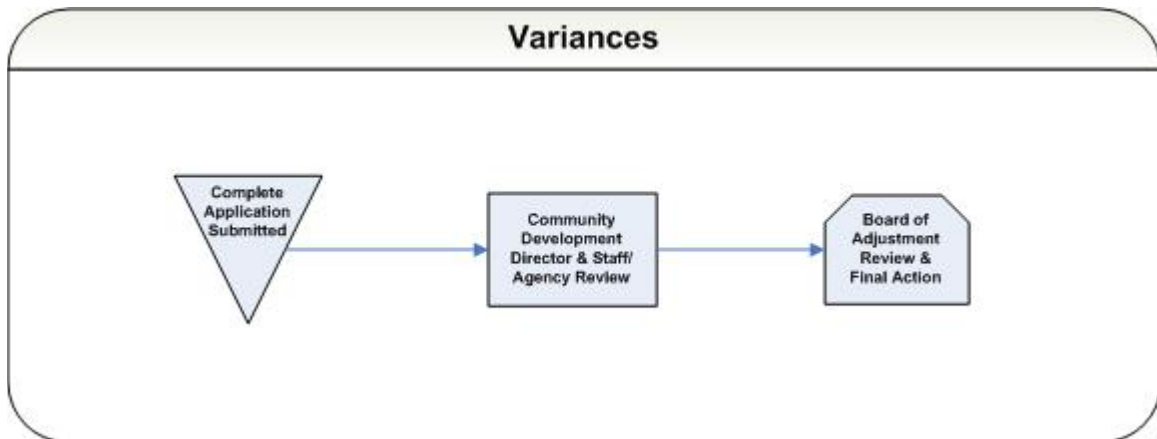 Variances
Complete
Application
Submitted
Community
Development
Director & Staff/
Agency Review
Board of
Adjustment
Review &
Final Action